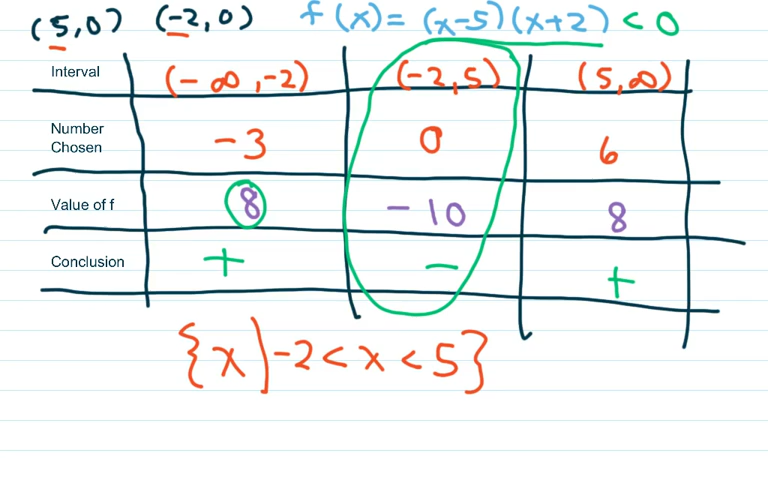 (5,0) (-2,0) f(x)= (x-5)(x+2) < 0
Interval (-∞,-2) (-2,5) (5,∞)
Number Chosen -3 0 6
Value of f 8 -10 8
Conclusion + - +
{x|-2<x<5}